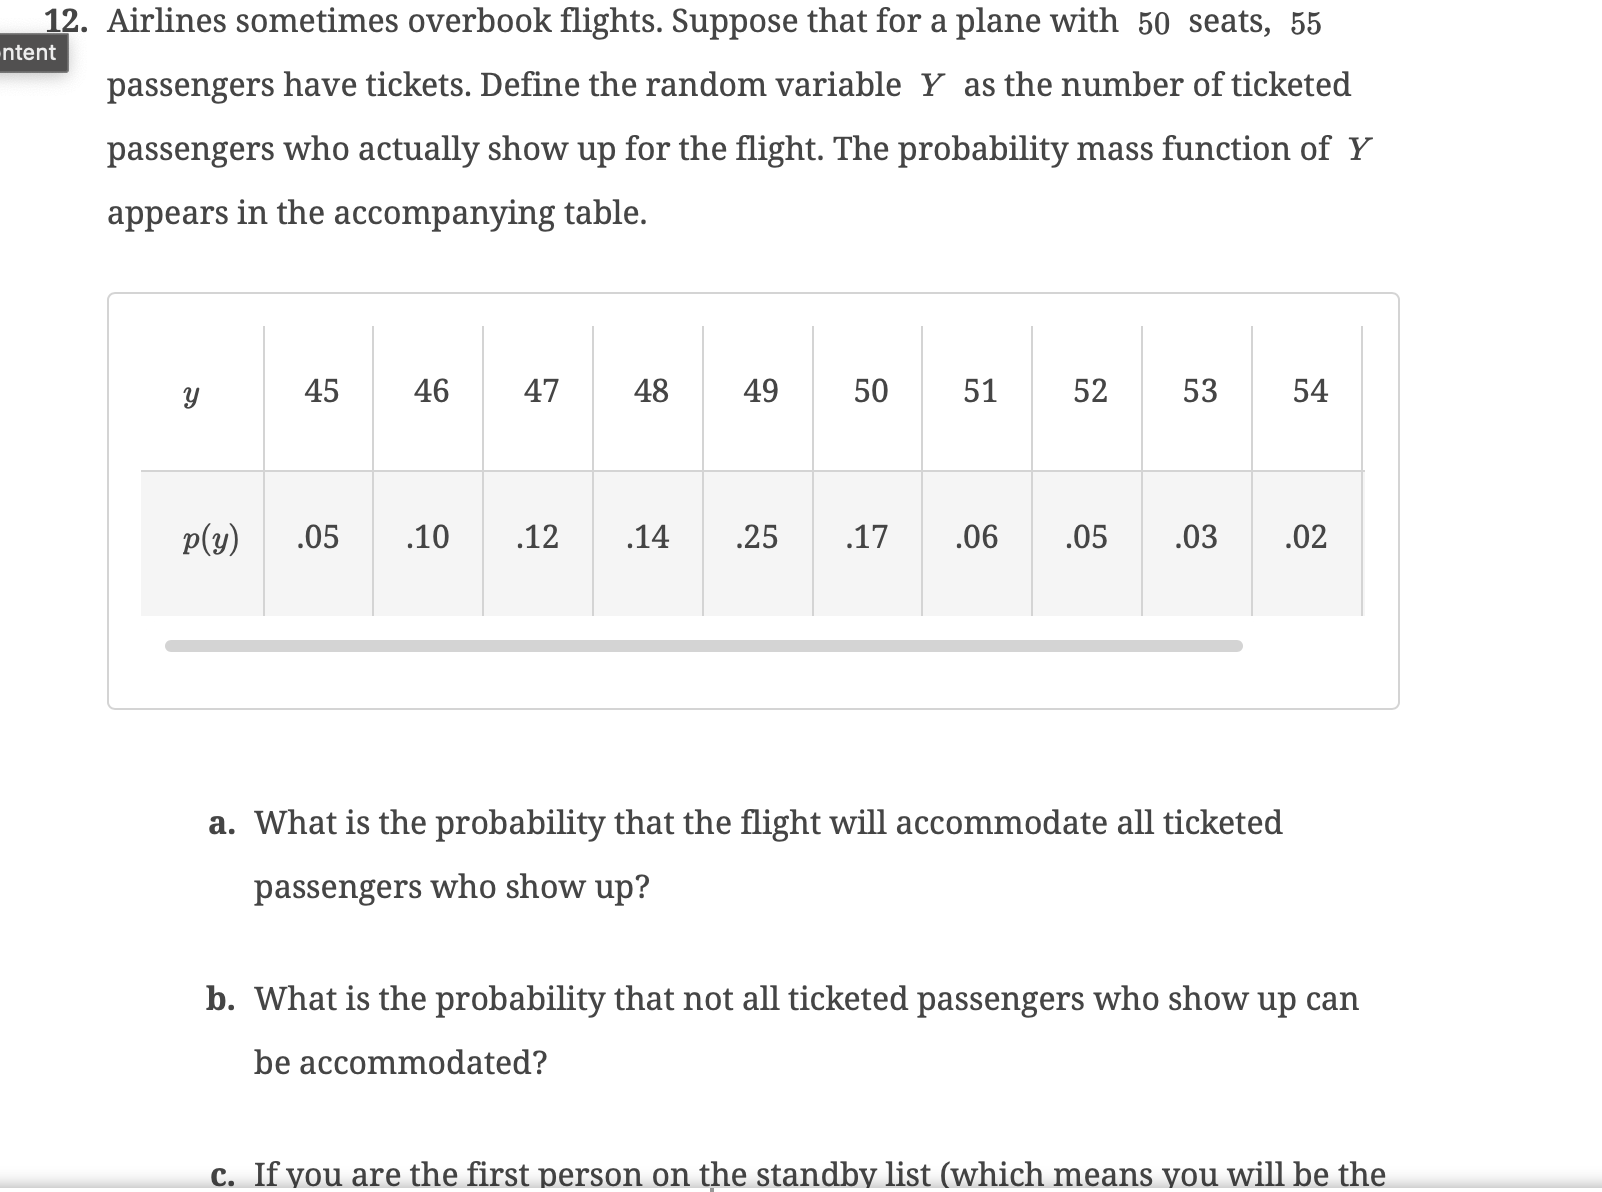 12. Airlines sometimes overbook flights. Suppose that for a plane with 50 seats, 55
ntent
passengers have tickets. Define the random variable Y as the number of ticketed
passengers who actually show up for the flight. The probability mass function of Y
appears in the accompanying table.
y 45 46 47 48 49 50 51 52 53 54
p(y) .05 .10 .12 .14 .25 .17 .06 .05 .03 .02
a. What is the probability that the flight will accommodate all ticketed
passengers who show up?
b. What is the probability that not all ticketed passengers who show up can
be accommodated?
c. If you are the first person on the standby list (which means you will be the